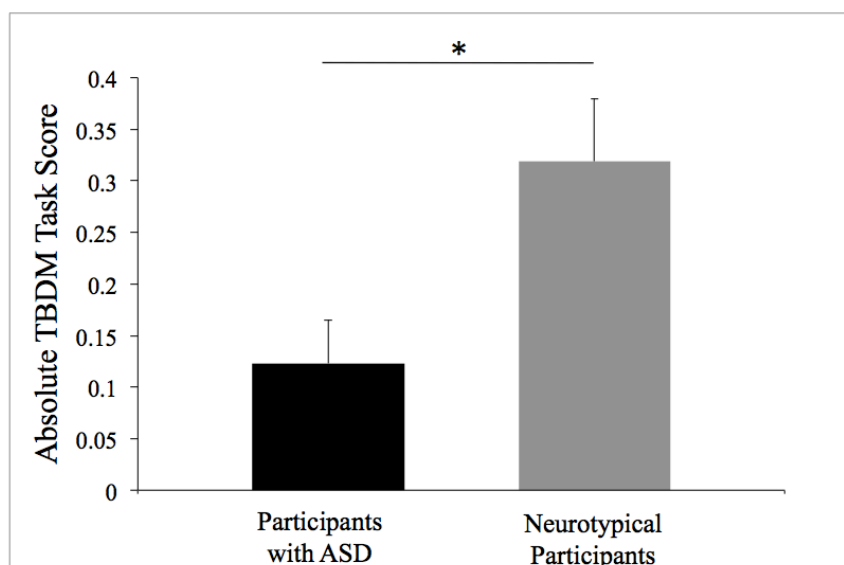 *
0.4
0.35
0.3
0.25
0.2
0.15
0.1
0.05
0
Absolute TBDM Task Score
Participants
with ASD
Neurotypical
Participants